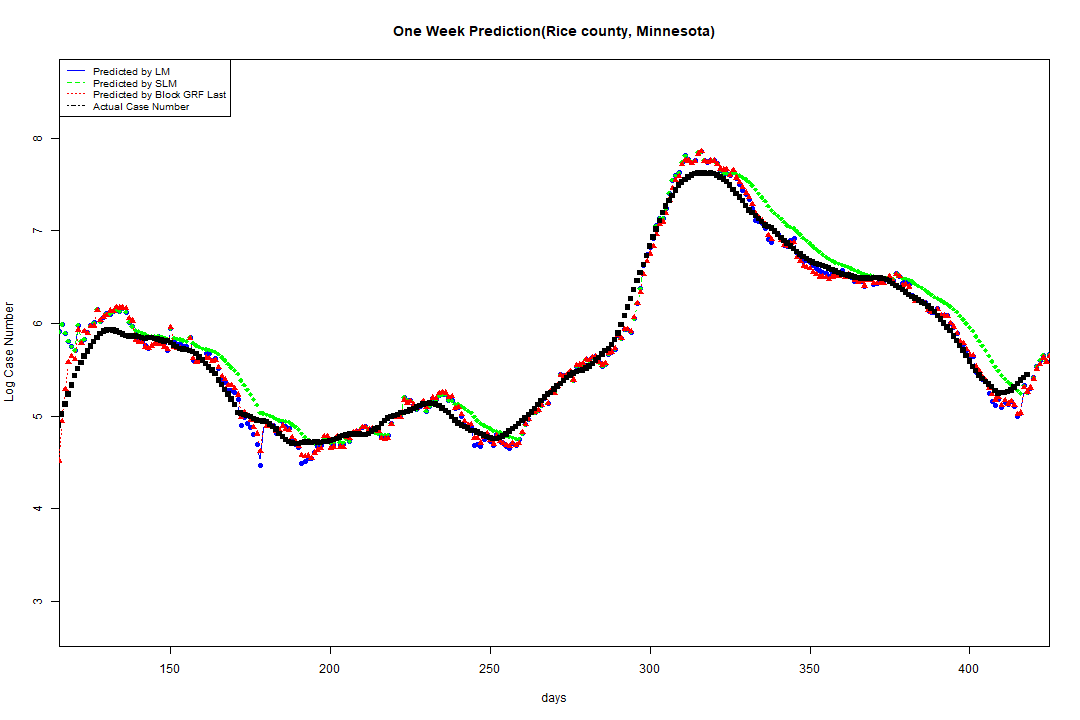 One Week Prediction(Rice county, Minnesota)
Predicted by LM
Predicted by SLM
Predicted by Block GRF Last
Actual Case Number
Log Case Number
8
7
6
5
4
3
150 200 250 300 350 400
days